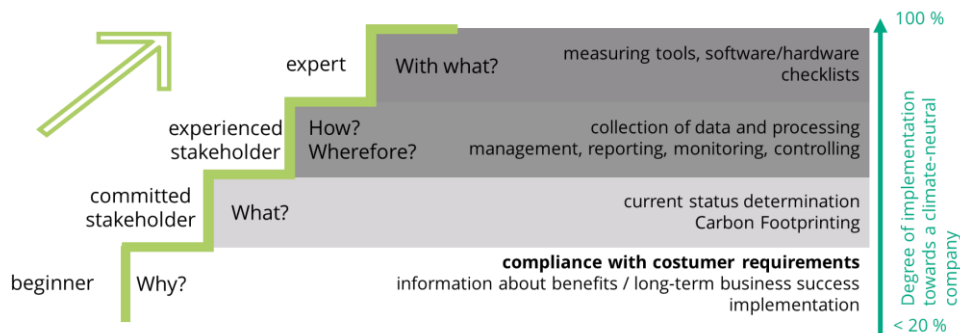 100 %
expert
With what?
measuring tools, software/hardware
checklists
experienced
stakeholder
How?
Wherefore?
collection of data and processing
management, reporting, monitoring, controlling
committed
stakeholder
What?
current status determination
Carbon Footprinting
beginner
Why?
compliance with costumer requirements
information about benefits / long-term business success
implementation
Degree of implementation
towards a climate-neutral
company
< 20 %